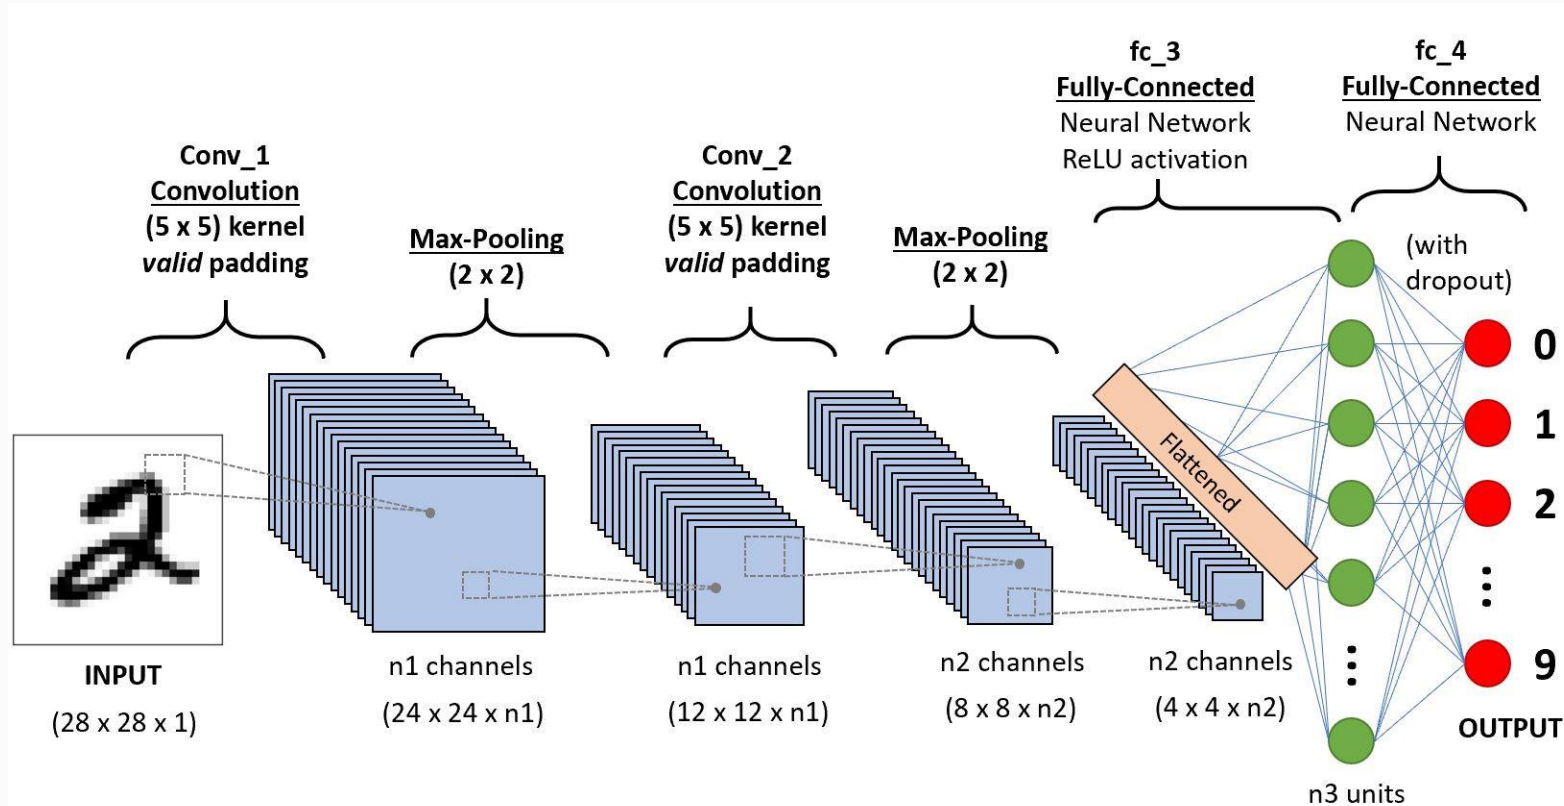 Conv_1
Convolution
(5 x 5) kernel
valid padding
Max-Pooling
(2 x 2)
Conv_2
Convolution
(5 x 5) kernel
valid padding
Max-Pooling
(2 x 2)
fc_3
Fully-Connected
Neural Network
ReLU activation
fc_4
Fully-Connected
Neural Network
(with
dropout)
Flattened
0
1
2
9
OUTPUT
INPUT
(28 x 28 x 1)
n1 channels
(24 x 24 x n1)
n1 channels
(12 x 12 x n1)
n2 channels
(8 x 8 x n2)
n2 channels
(4 x 4 x n2)
n3 units